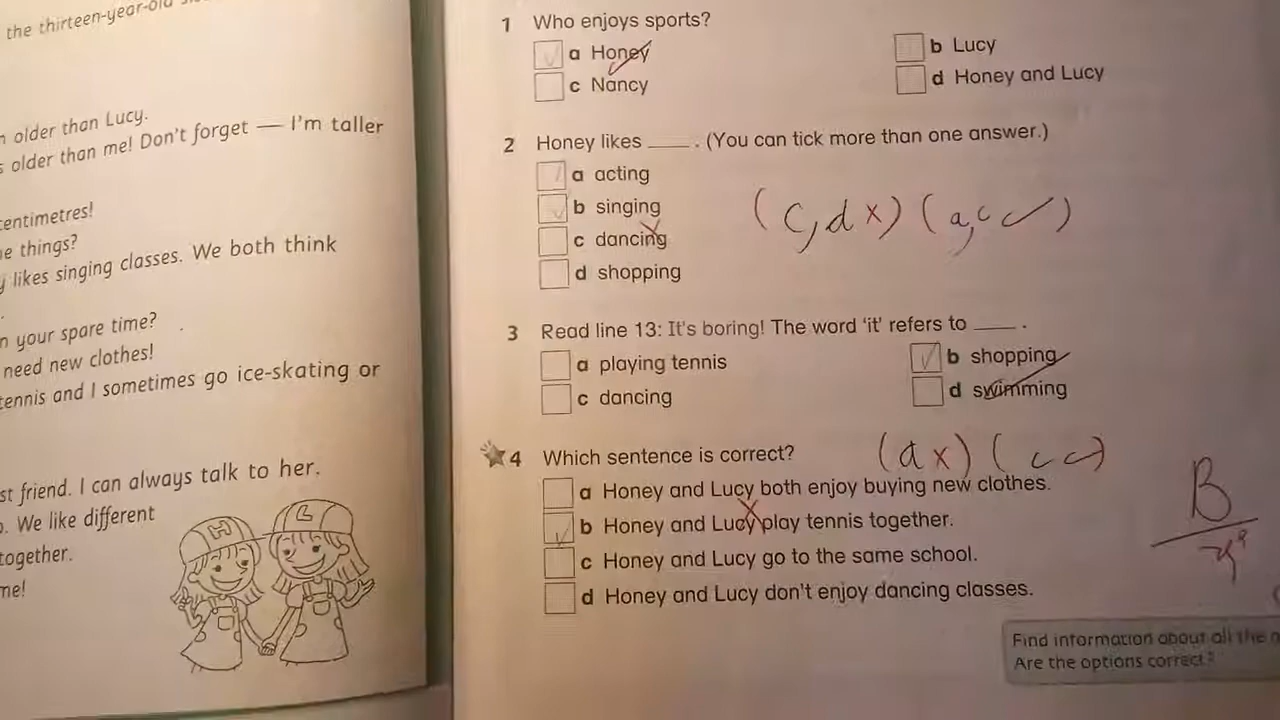 the thirteen-year-old
older than Lucy.
older than me! Don't forget — I'm taller
centimetres!
things?
likes singing classes. We both think
your spare time?
need new clothes!
tennis and I sometimes go ice-skating or
friend. I can always talk to her.
We like different
together.
me!
H L
1 Who enjoys sports?
a Honey b Lucy
c Nancy d Honey and Lucy
2 Honey likes ____ . (You can tick more than one answer.)
a acting
b singing
c dancing
d shopping
(c,d x) (a,c ✓)
3 Read line 13: It's boring! The word 'it' refers to ____ .
a playing tennis b shopping
c dancing d swimming
4 Which sentence is correct?
a Honey and Lucy both enjoy buying new clothes.
b Honey and Lucy play tennis together.
c Honey and Lucy go to the same school.
d Honey and Lucy don't enjoy dancing classes.
B
Find information about all the
Are the options correct?